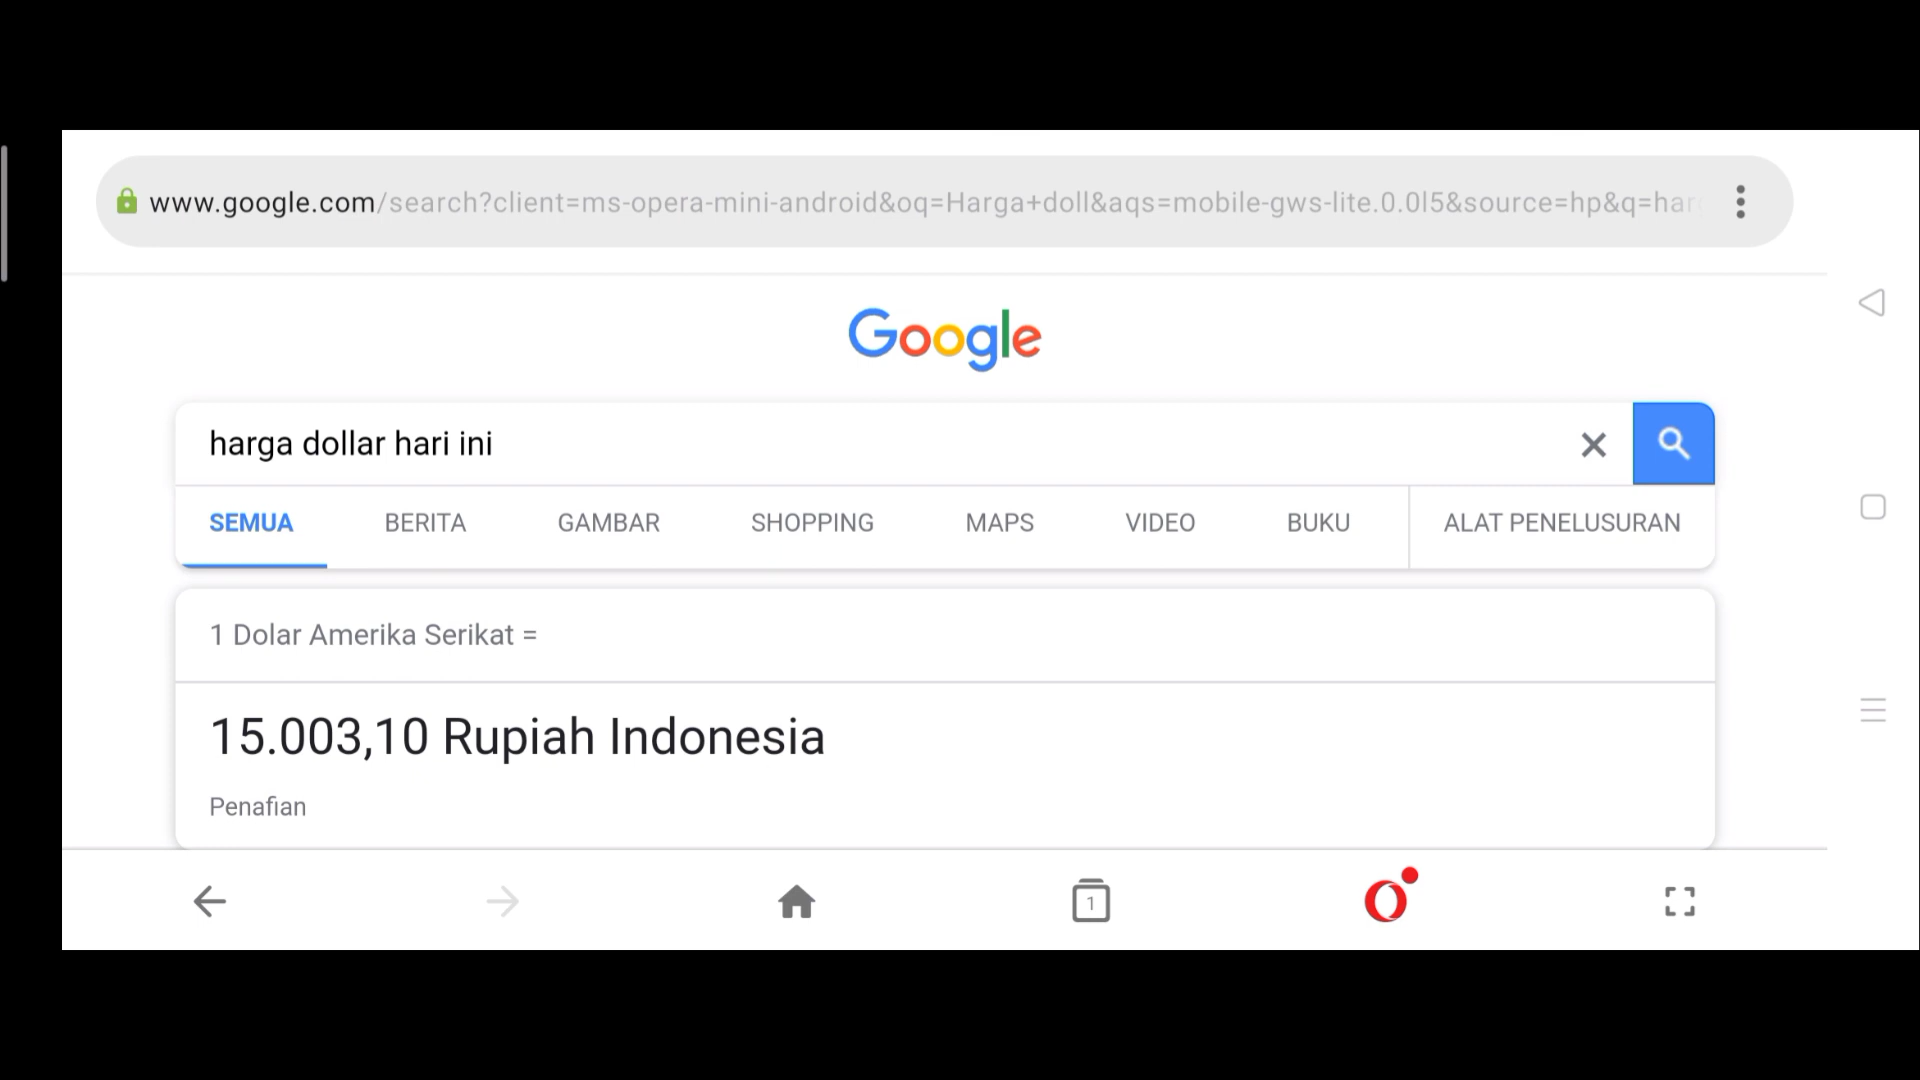 www.google.com/search?client=ms-opera-mini-android&oq=Harga+doll&aqs=mobile-gws-lite.0.0l5&source=hp&q=har
Google
harga dollar hari ini
SEMUA BERITA GAMBAR SHOPPING MAPS VIDEO BUKU ALAT PENELUSURAN
1 Dolar Amerika Serikat =
15.003,10 Rupiah Indonesia
Penafian
1